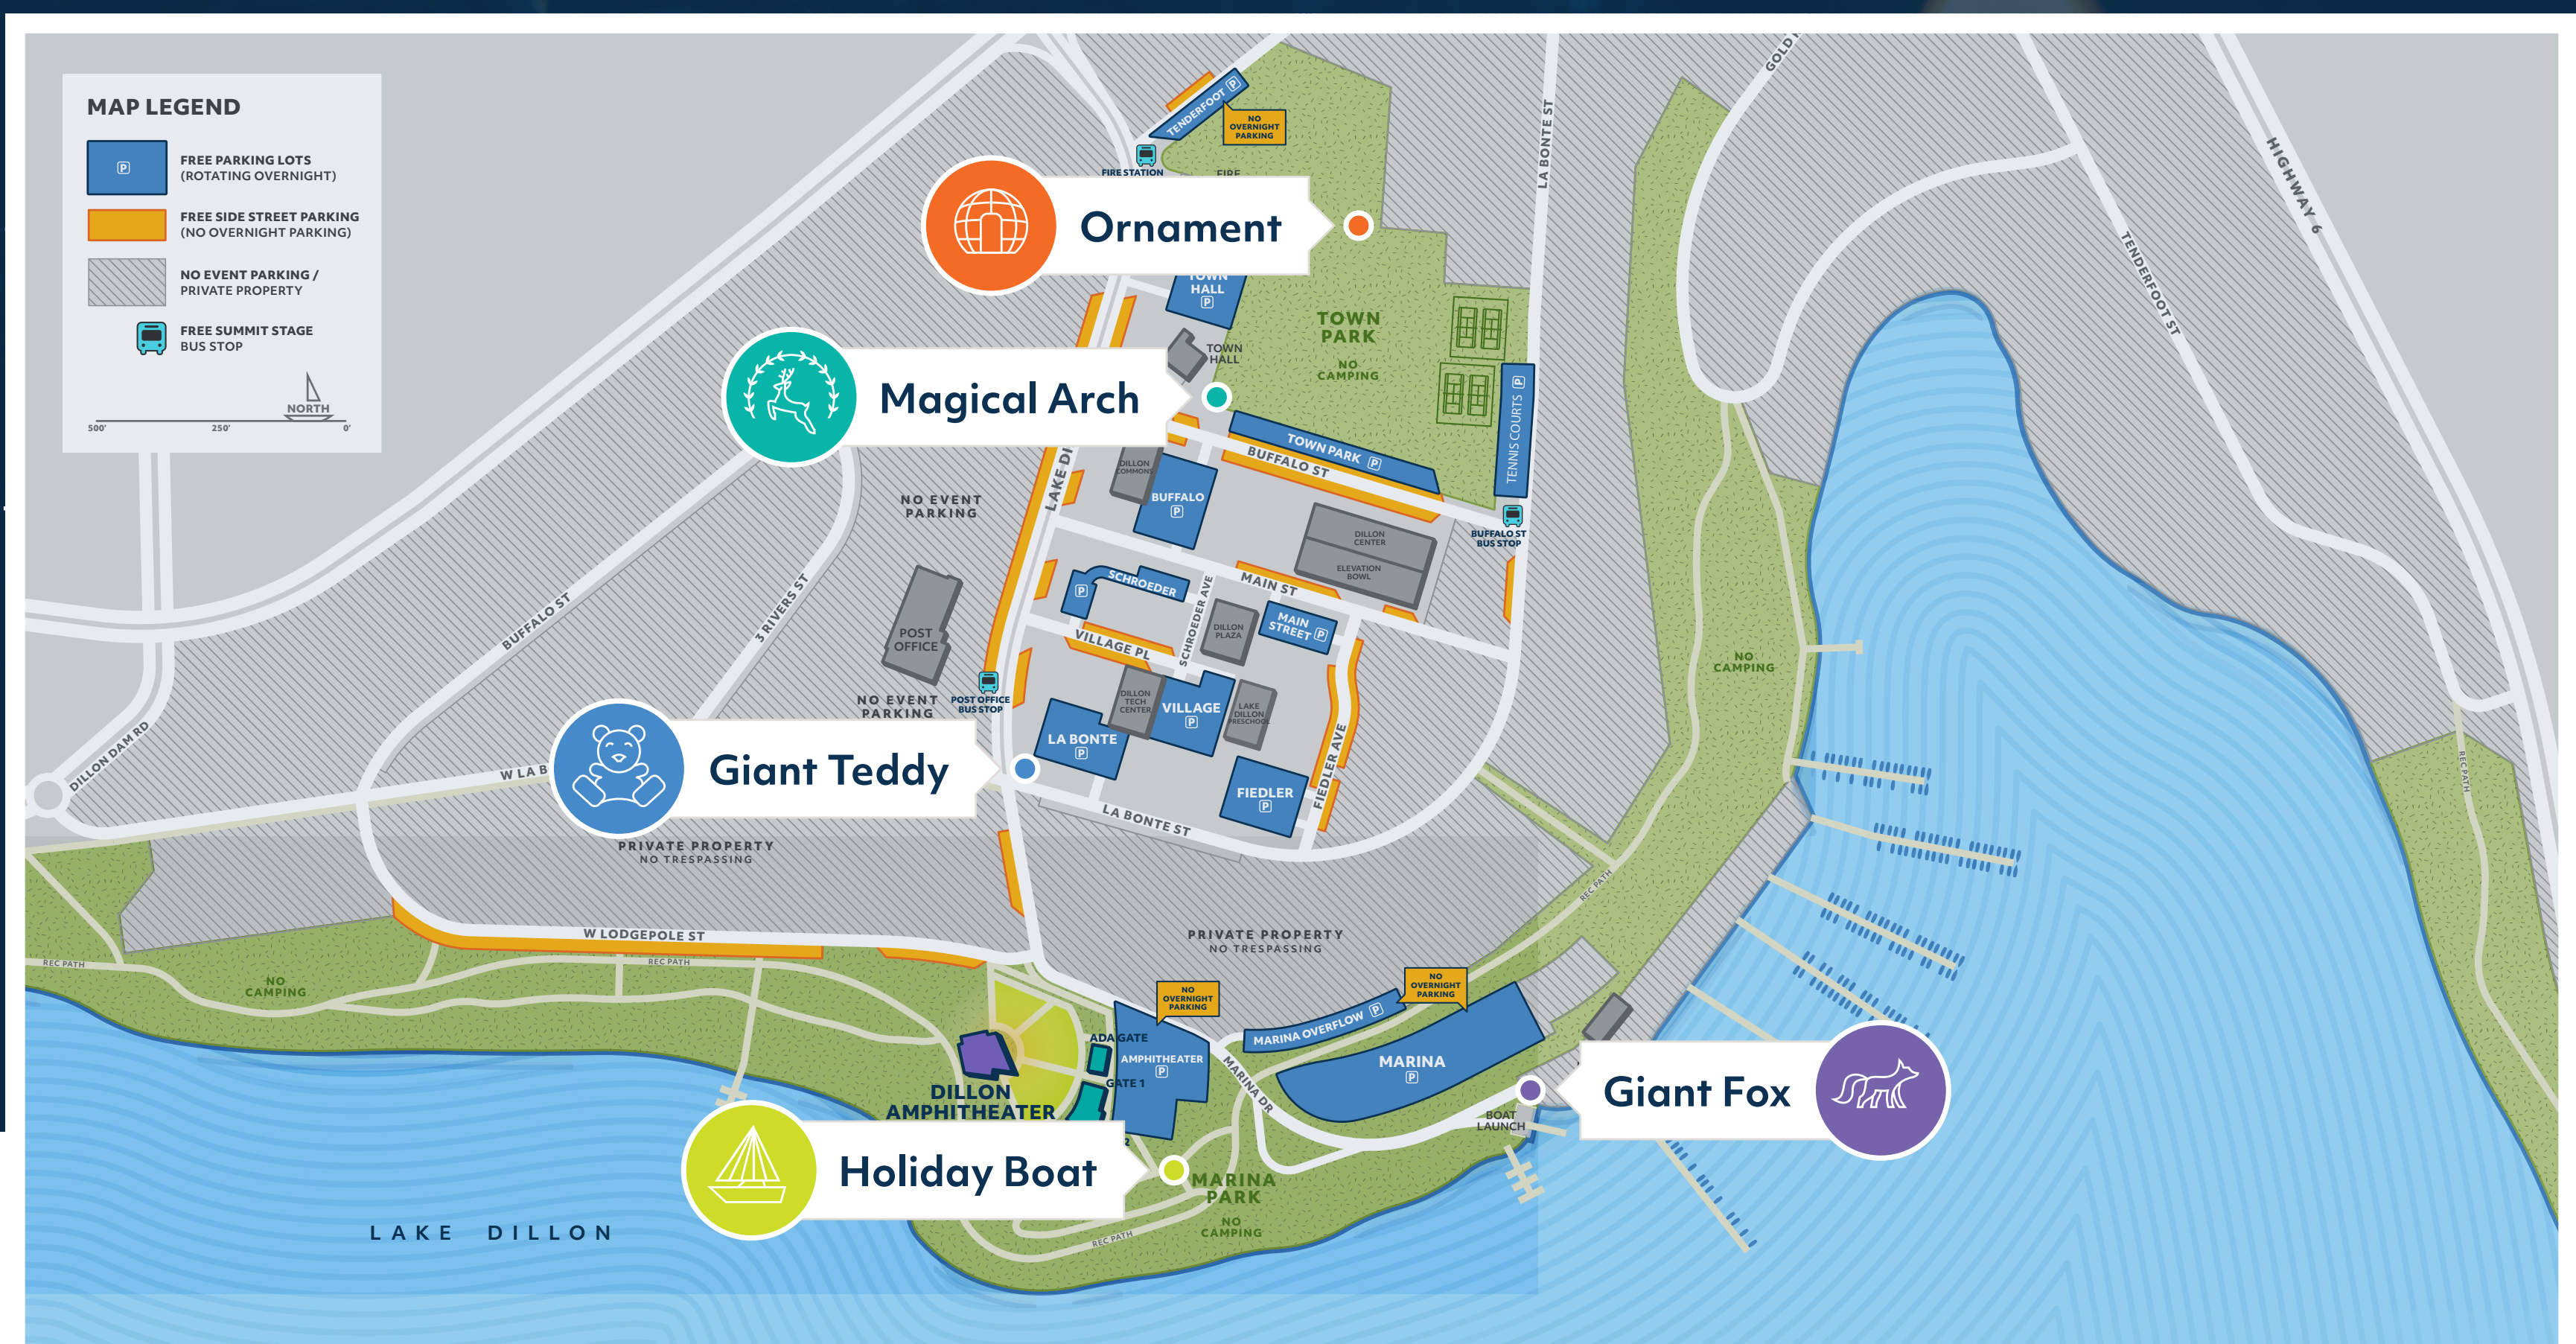 MAP LEGEND
P
FREE PARKING LOTS
(ROTATING OVERNIGHT)
FREE SIDE STREET PARKING
(NO OVERNIGHT PARKING)
NO EVENT PARKING /
PRIVATE PROPERTY
FREE SUMMIT STAGE
BUS STOP
NORTH
500'
250'
0'
TENDERFOOT P
NO
OVERNIGHT
PARKING
FIRE STATION
FIRE
Ornament
TOWN
HALL
P
TOWN
HALL
TOWN
PARK
NO
CAMPING
LA BONTE ST
TENNIS COURTS P
HIGHWAY 6
TENDERFOOT ST
Magical Arch
TOWN PARK P
BUFFALO ST
BUFFALO ST
BUS STOP
DILLON
COMMONS
BUFFALO
P
DILLON
CENTER
ELEVATION
BOWL
NO EVENT
PARKING
P
SCHROEDER
MAIN ST
SCHROEDER AVE
DILLON
PLAZA
MAIN
STREET P
VILLAGE PL
BUFFALO ST
3 RIVERS ST
POST
OFFICE
NO EVENT
PARKING
POST OFFICE
BUS STOP
DILLON
TECH
CENTER
VILLAGE
P
LAKE
DILLON
PRESCHOOL
LA BONTE
P
FIEDLER
P
FIEDLER AVE
LA BONTE ST
NO
CAMPING
REC PATH
DILLON DAM RD
Giant Teddy
PRIVATE PROPERTY
NO TRESPASSING
W LODGEPOLE ST
REC PATH
REC PATH
NO
CAMPING
PRIVATE PROPERTY
NO TRESPASSING
REC PATH
NO
OVERNIGHT
PARKING
NO
OVERNIGHT
PARKING
MARINA OVERFLOW P
MARINA
P
ADA GATE
AMPHITHEATER
P
GATE 1
DILLON
AMPHITHEATER
2
MARINA DR
BOAT
LAUNCH
Giant Fox
Holiday Boat
MARINA
PARK
NO
CAMPING
REC PATH
LAKE DILLON